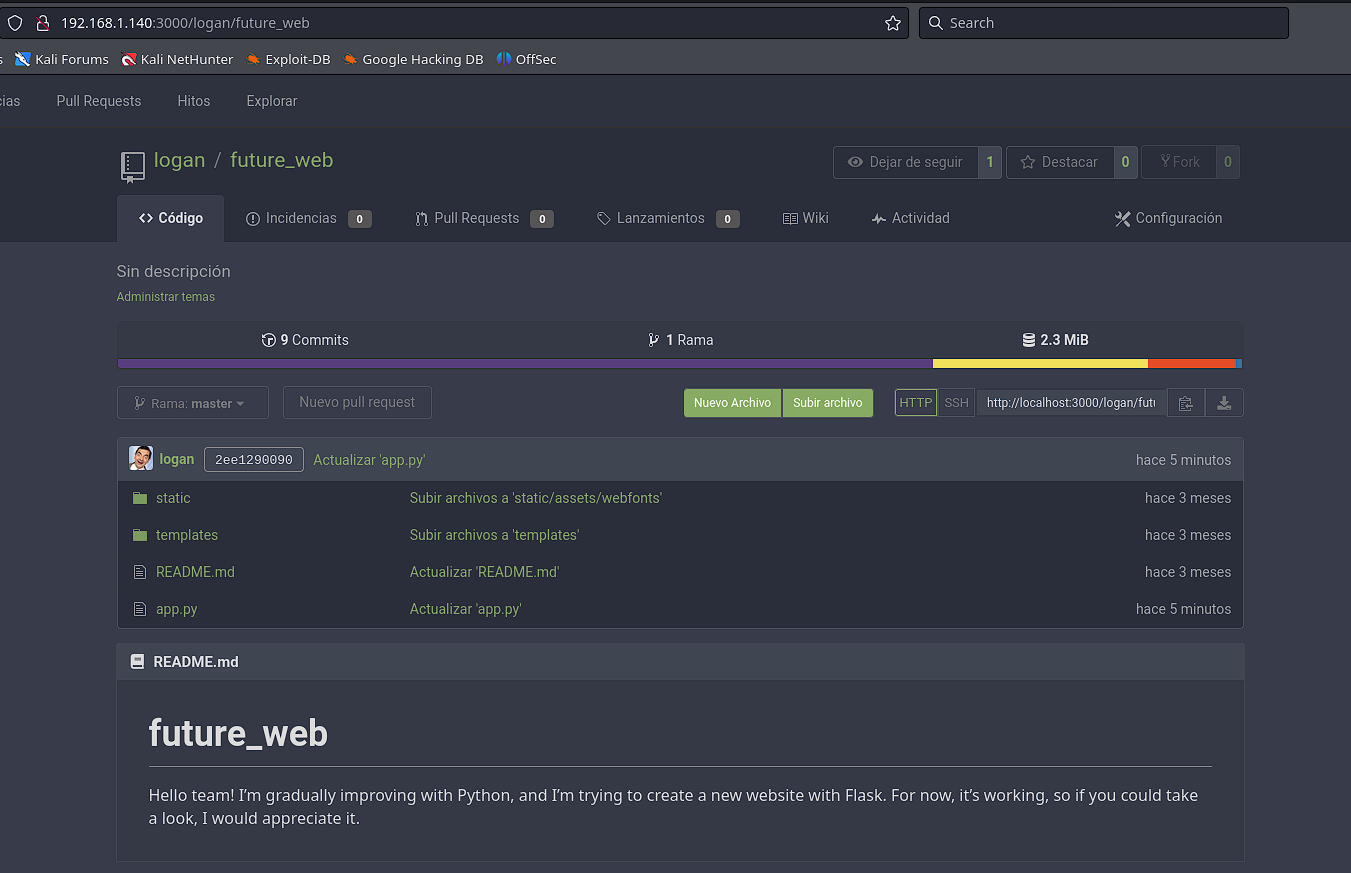 192.168.1.140:3000/logan/future_web Search
s Kali Forums Kali NetHunter Exploit-DB Google Hacking DB OffSec
cias Pull Requests Hitos Explorar
logan / future_web Dejar de seguir 1 Destacar 0 Fork 0
Código Incidencias 0 Pull Requests 0 Lanzamientos 0 Wiki Actividad Configuración
Sin descripción
Administrar temas
9 Commits 1 Rama 2.3 MiB
Rama: master Nuevo pull request Nuevo Archivo Subir archivo HTTP SSH http://localhost:3000/logan/futu
logan 2ee1290090 Actualizar 'app.py' hace 5 minutos
static Subir archivos a 'static/assets/webfonts' hace 3 meses
templates Subir archivos a 'templates' hace 3 meses
README.md Actualizar 'README.md' hace 3 meses
app.py Actualizar 'app.py' hace 5 minutos
README.md
future_web
Hello team! I’m gradually improving with Python, and I’m trying to create a new website with Flask. For now, it’s working, so if you could take
a look, I would appreciate it.